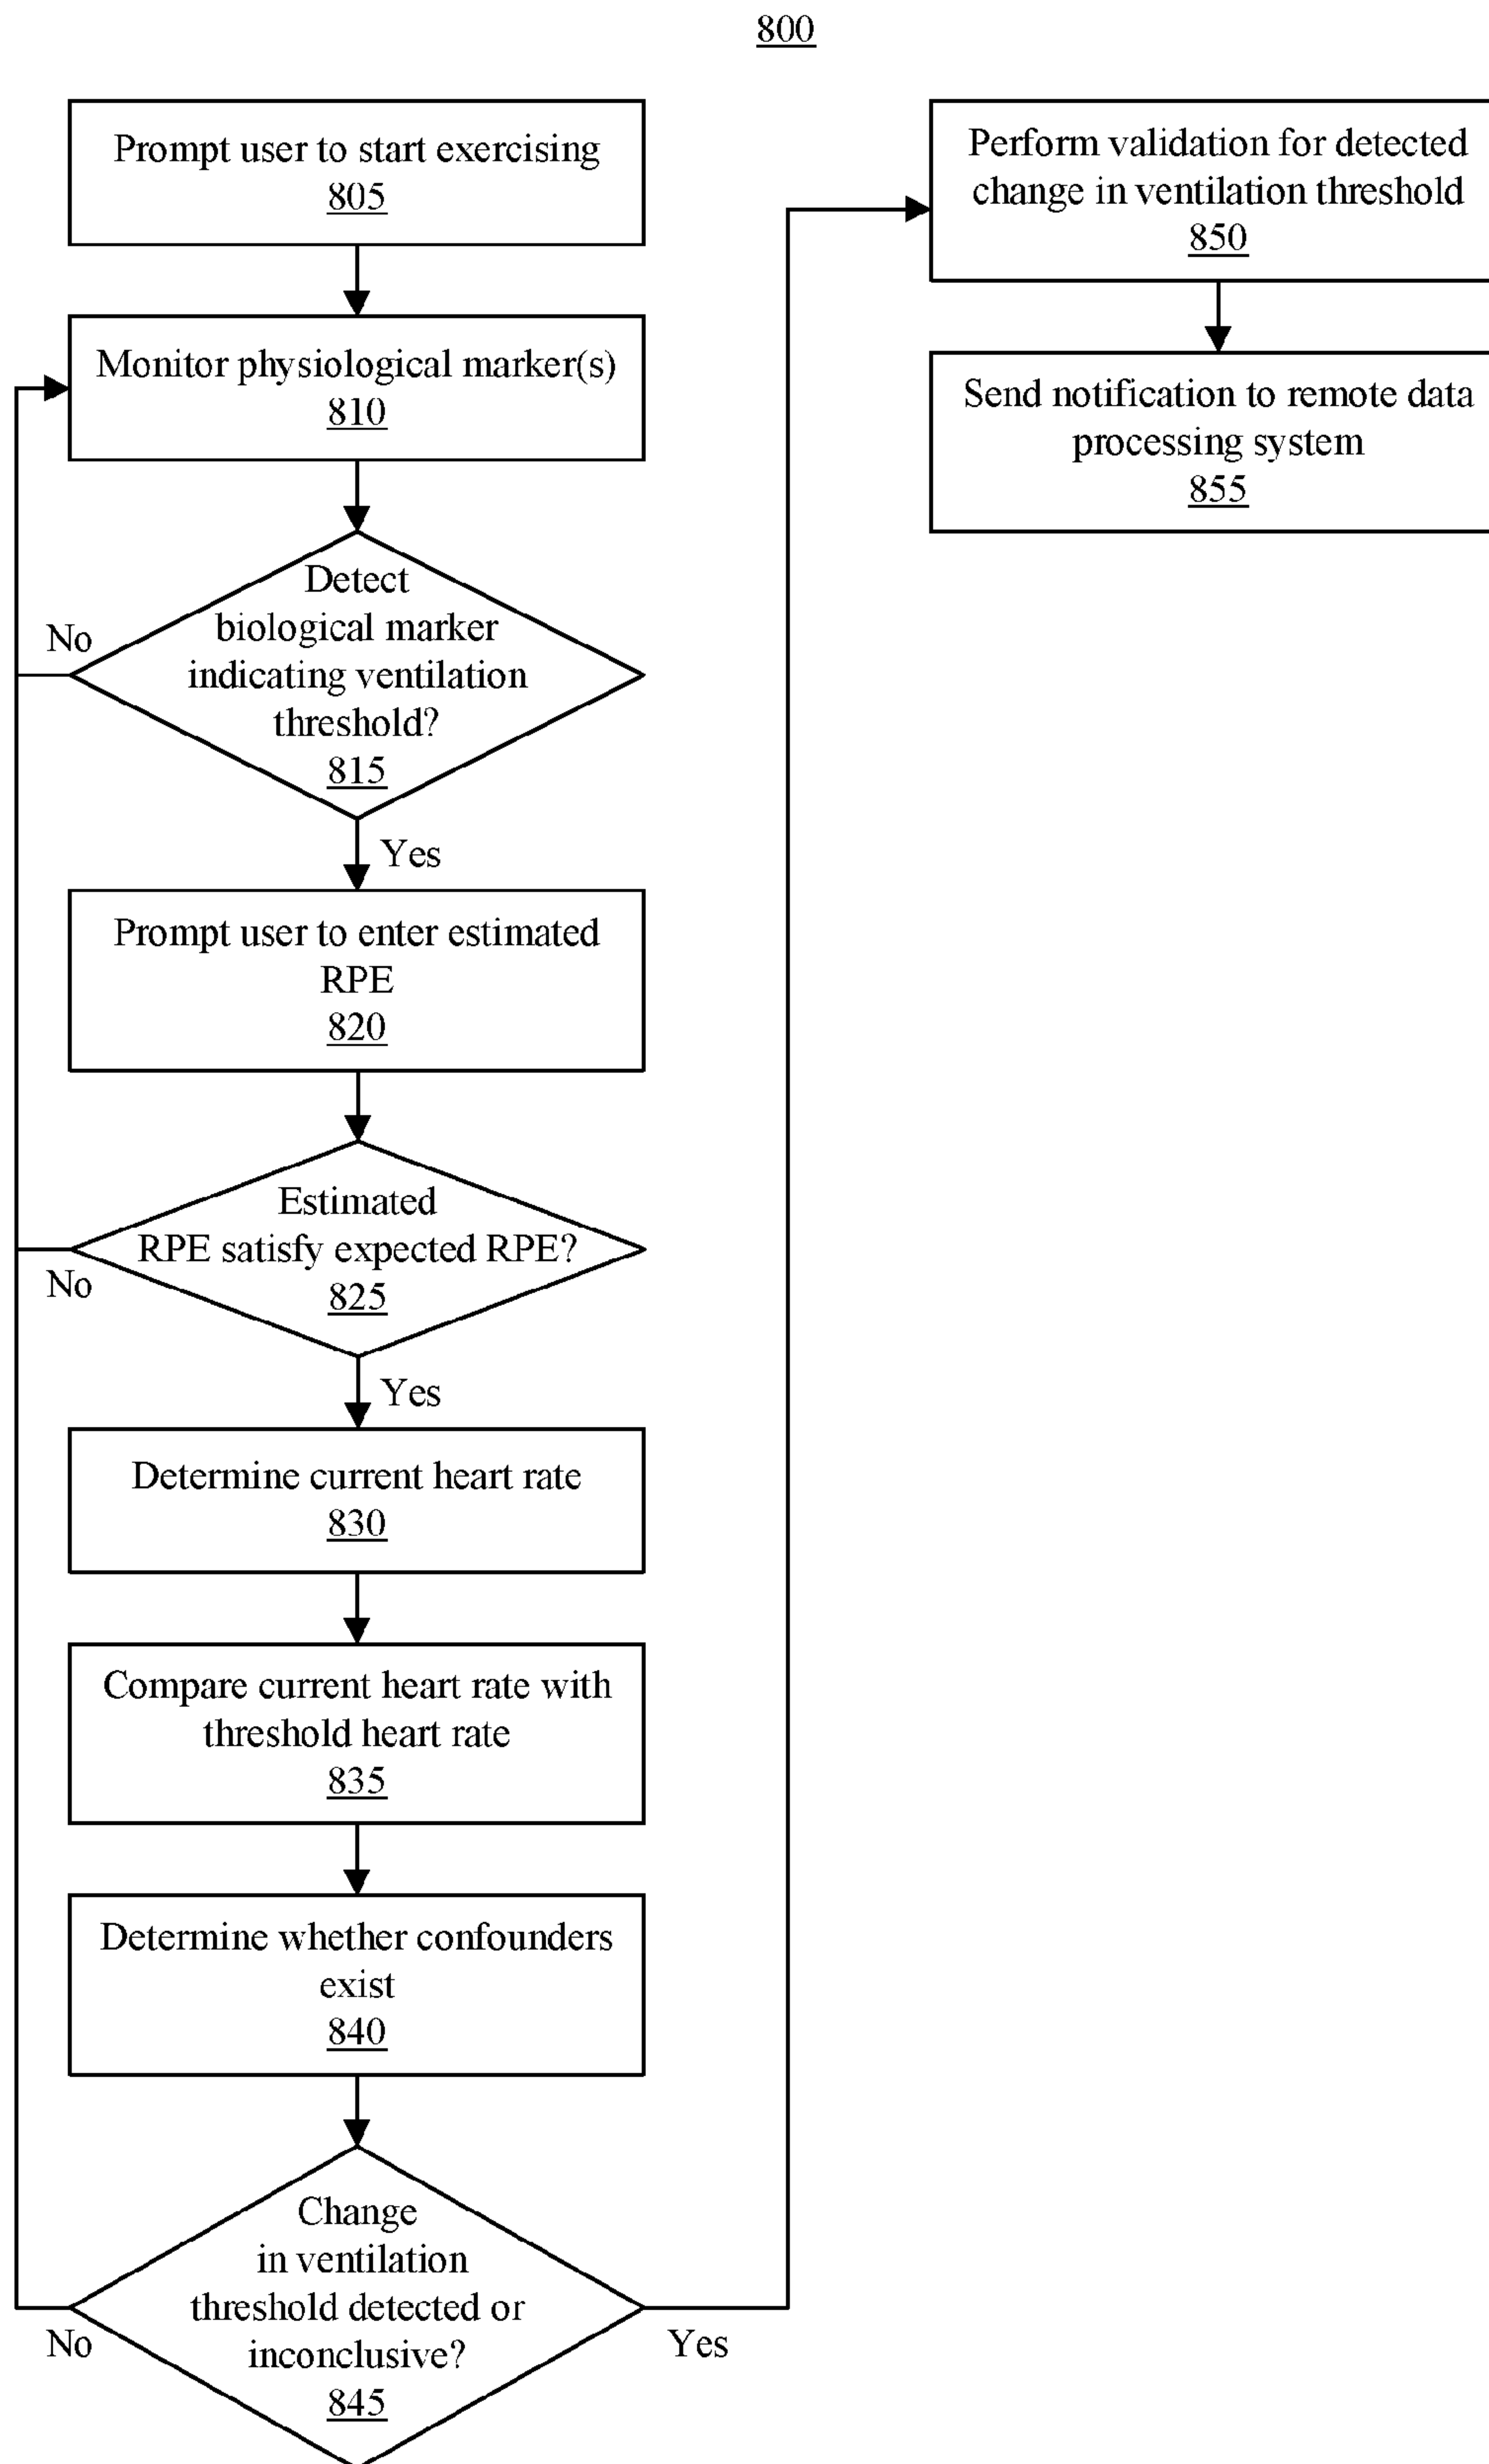 800
Prompt user to start exercising
805
Monitor physiological marker(s)
810
Detect
biological marker
indicating ventilation
threshold?
815
No
Yes
Prompt user to enter estimated
RPE
820
Estimated
RPE satisfy expected RPE?
825
No
Yes
Determine current heart rate
830
Compare current heart rate with
threshold heart rate
835
Determine whether confounders
exist
840
Change
in ventilation
threshold detected or
inconclusive?
845
No
Yes
Perform validation for detected
change in ventilation threshold
850
Send notification to remote data
processing system
855